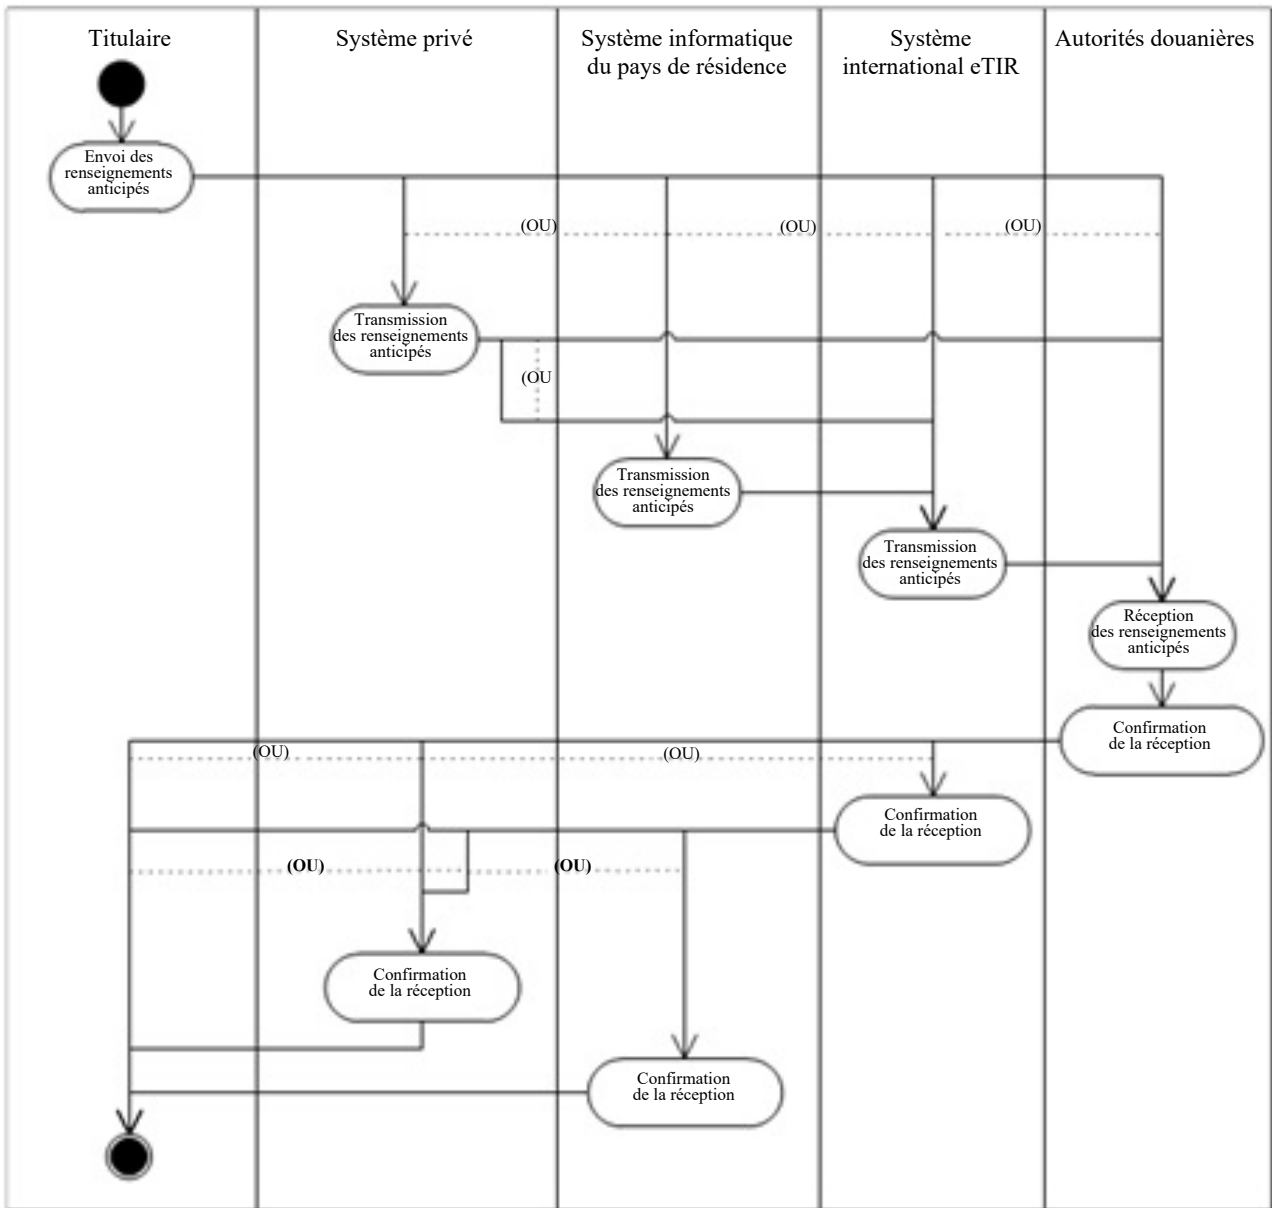 Titulaire
Système privé
Système informatique
du pays de résidence
Système
international eTIR
Autorités douanières
Envoi des
renseignements
anticipés
(OU)
(OU)
(OU)
Transmission
des renseignements
anticipés
(OU
Transmission
des renseignements
anticipés
Transmission
des renseignements
anticipés
Réception
des renseignements
anticipés
Confirmation
de la réception
(OU)
(OU)
Confirmation
de la réception
(OU)
(OU)
Confirmation
de la réception
Confirmation
de la réception